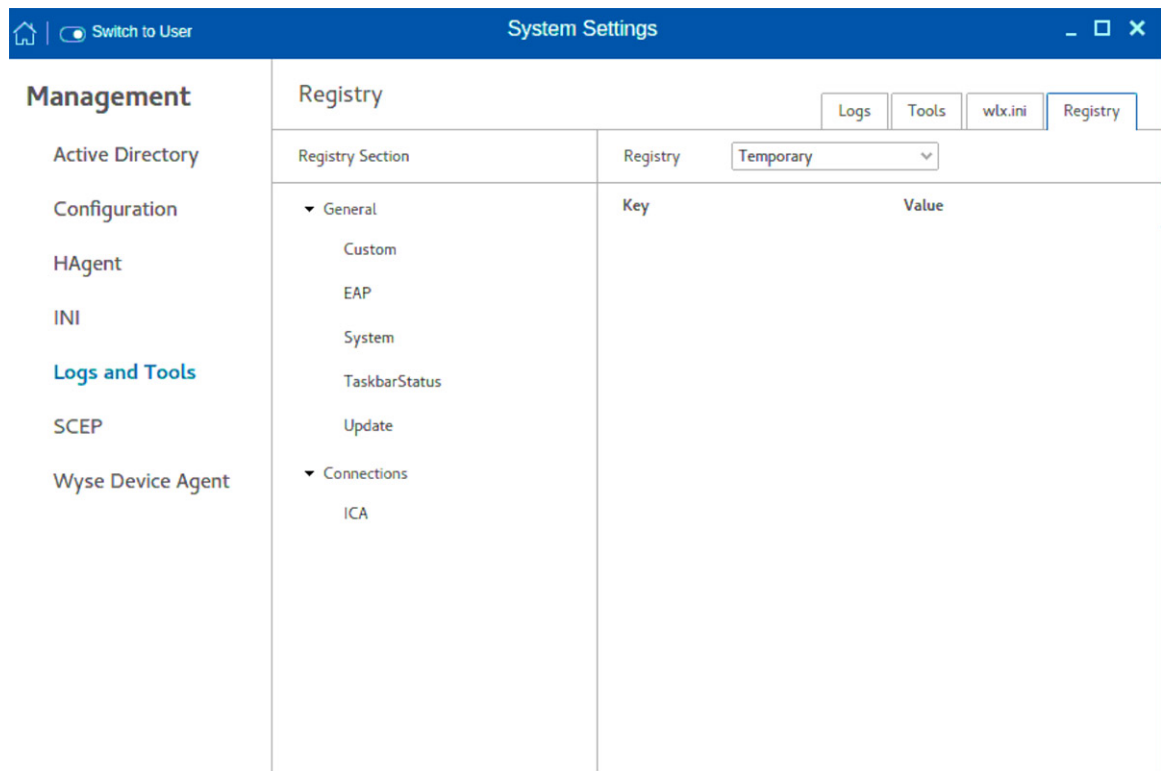 Switch to User
System Settings
Management
Active Directory
Configuration
HAgent
INI
Logs and Tools
SCEP
Wyse Device Agent
Registry
Logs
Tools
wlx.ini
Registry
Registry Section
General
Custom
EAP
System
TaskbarStatus
Update
Connections
ICA
Registry
Temporary
Key
Value